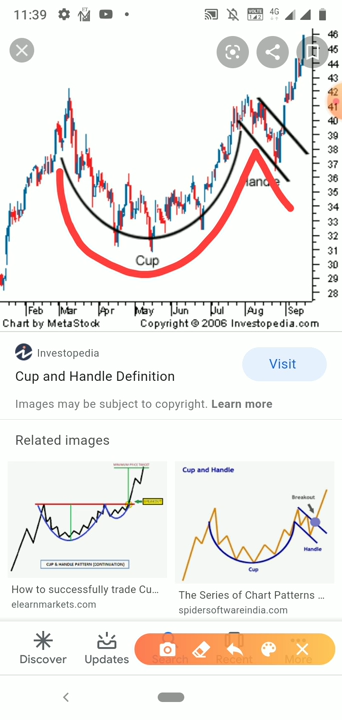 11:39
4G
46
45
44
43
42
41
40
39
38
37
36
35
34
33
32
31
30
29
28
Handle
Cup
Feb Mar Apr May Jun Jul Aug Sep
Chart by MetaStock Copyright © 2006 Investopedia.com
Investopedia
Cup and Handle Definition
Visit
Images may be subject to copyright. Learn more
Related images
CUP & HANDLE PATTERN (CONTINUATION)
How to successfully trade Cu...
elearnmarkets.com
Cup and Handle
Breakout
Handle
Cup
The Series of Chart Patterns ...
spidersoftwareindia.com
Discover Updates Search Recent More